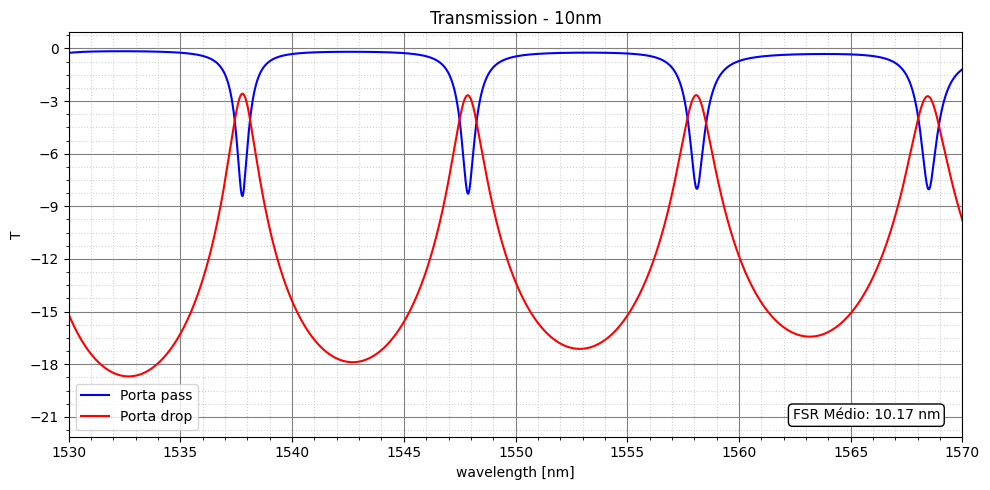 Transmission - 10nm
T
0
−3
−6
−9
−12
−15
−18
−21
Porta pass
Porta drop
FSR Médio: 10.17 nm
1530 1535 1540 1545 1550 1555 1560 1565 1570
wavelength [nm]